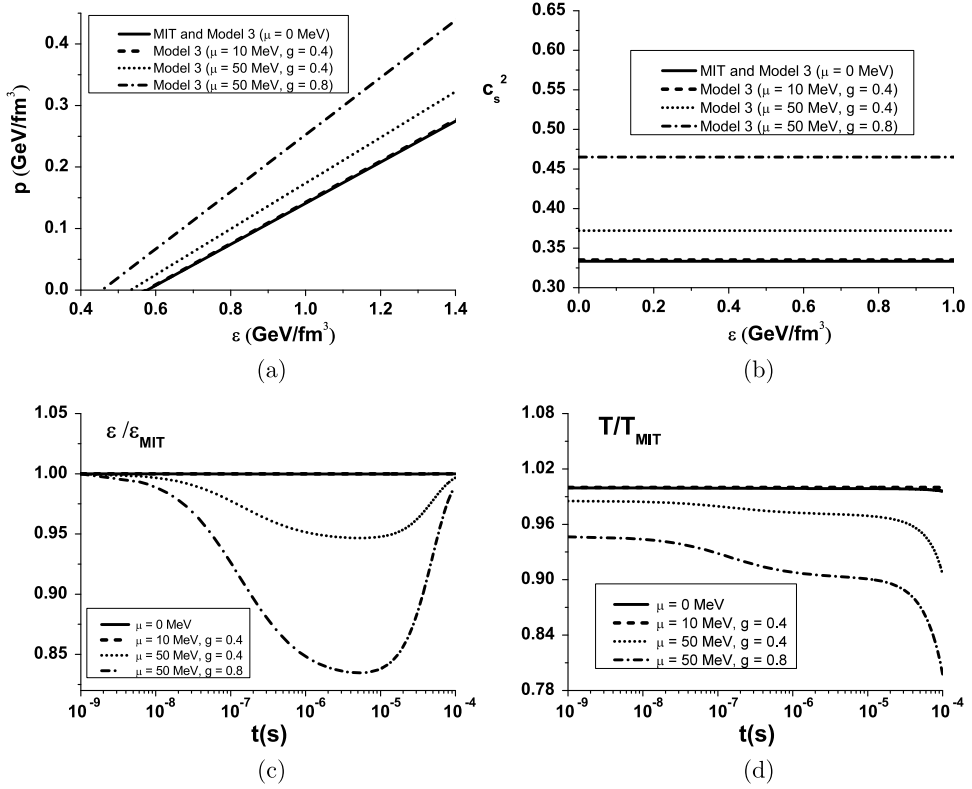 MIT and Model 3 (μ = 0 MeV)
Model 3 (μ = 10 MeV, g = 0.4)
Model 3 (μ = 50 MeV, g = 0.4)
Model 3 (μ = 50 MeV, g = 0.8)
p (GeV/fm³)
0.4
0.3
0.2
0.1
0.0
0.4 0.6 0.8 1.0 1.2 1.4
ε (GeV/fm³)
(a)
c_s²
0.65
0.60
0.55
0.50
0.45
0.40
0.35
0.30
MIT and Model 3 (μ = 0 MeV)
Model 3 (μ = 10 MeV, g = 0.4)
Model 3 (μ = 50 MeV, g = 0.4)
Model 3 (μ = 50 MeV, g = 0.8)
0.0 0.2 0.4 0.6 0.8 1.0
ε (GeV/fm³)
(b)
ε /ε_MIT
1.05
1.00
0.95
0.90
0.85
μ = 0 MeV
μ = 10 MeV, g = 0.4
μ = 50 MeV, g = 0.4
μ = 50 MeV, g = 0.8
10⁻⁹ 10⁻⁸ 10⁻⁷ 10⁻⁶ 10⁻⁵ 10⁻⁴
t(s)
(c)
T/T_MIT
1.08
1.02
0.96
0.90
0.84
0.78
μ = 0 MeV
μ = 10 MeV, g = 0.4
μ = 50 MeV, g = 0.4
μ = 50 MeV, g = 0.8
10⁻⁹ 10⁻⁸ 10⁻⁷ 10⁻⁶ 10⁻⁵ 10⁻⁴
t(s)
(d)